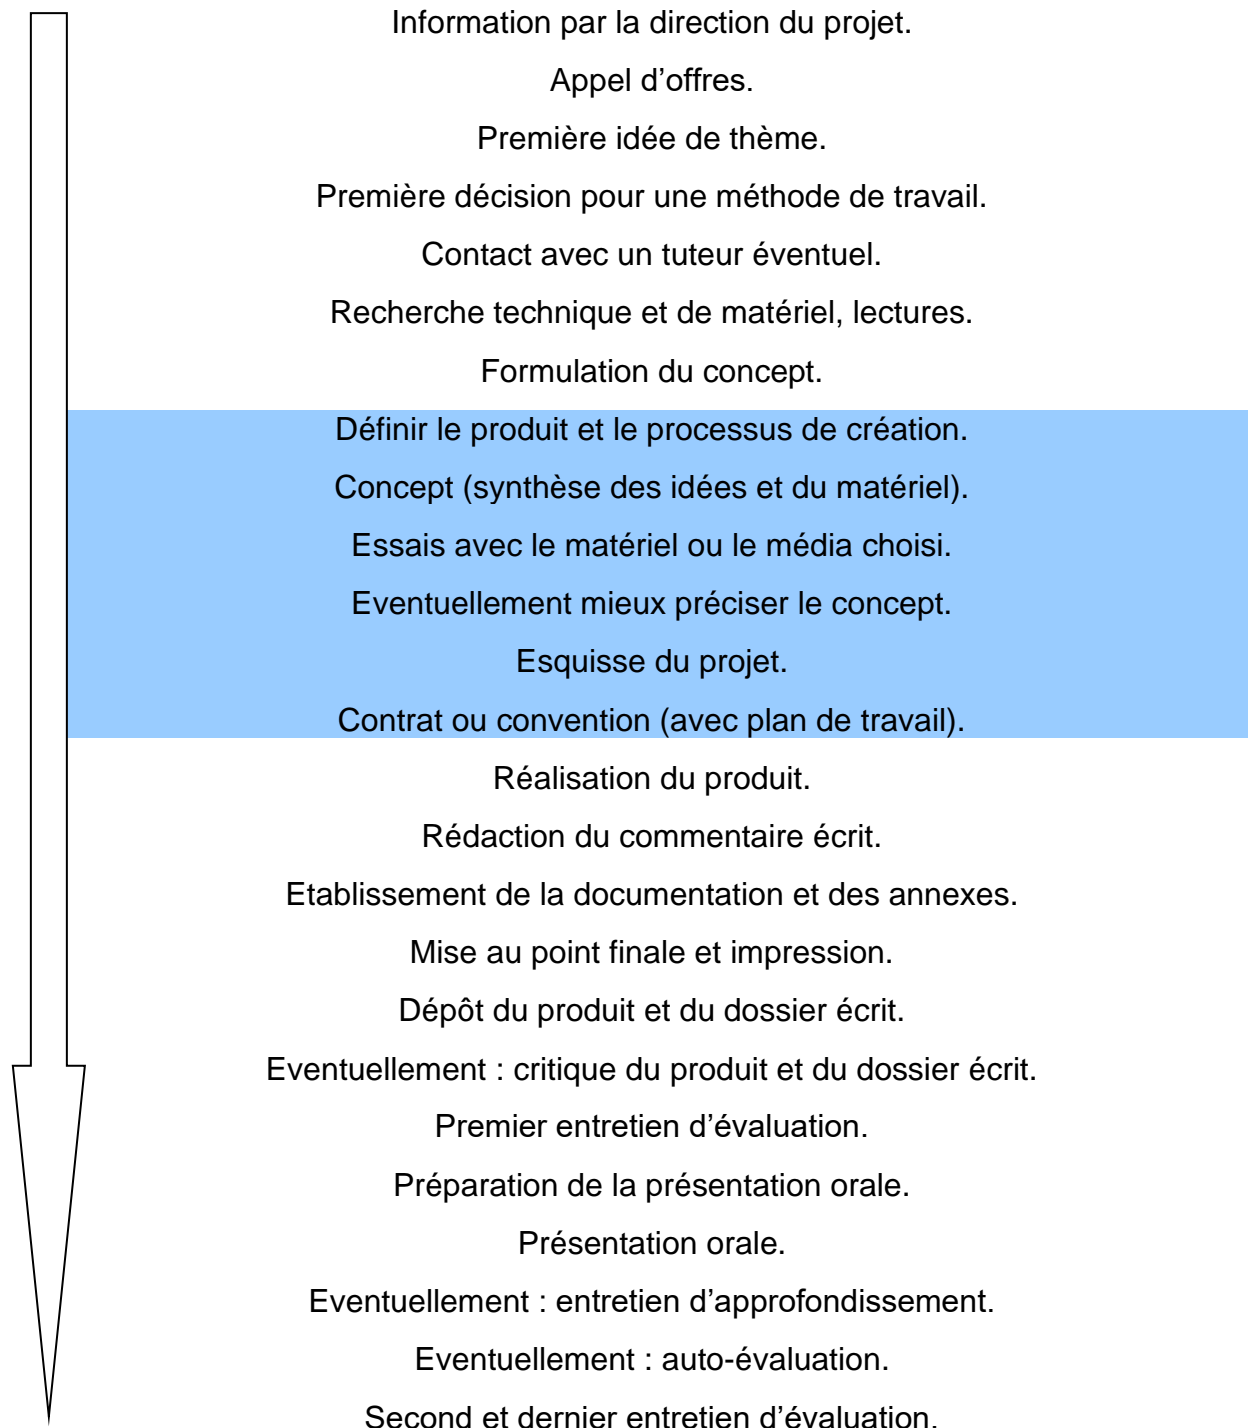 Information par la direction du projet.
Appel d’offres.
Première idée de thème.
Première décision pour une méthode de travail.
Contact avec un tuteur éventuel.
Recherche technique et de matériel, lectures.
Formulation du concept.
Définir le produit et le processus de création.
Concept (synthèse des idées et du matériel).
Essais avec le matériel ou le média choisi.
Eventuellement mieux préciser le concept.
Esquisse du projet.
Contrat ou convention (avec plan de travail).
Réalisation du produit.
Rédaction du commentaire écrit.
Etablissement de la documentation et des annexes.
Mise au point finale et impression.
Dépôt du produit et du dossier écrit.
Eventuellement : critique du produit et du dossier écrit.
Premier entretien d’évaluation.
Préparation de la présentation orale.
Présentation orale.
Eventuellement : entretien d’approfondissement.
Eventuellement : auto-évaluation.
Second et dernier entretien d’évaluation.